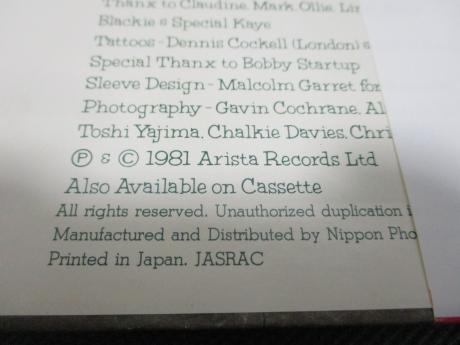 Thanx to Claudine, Mark, Ollie,
Blackie & Special Kaye
Tattoos - Dennis Cockell (London) &
Special Thanx to Bobby Startup
Sleeve Design - Malcolm Garret for
Photography - Gavin Cochrane, Al
Toshi Yajima, Chalkie Davies, Chri
Ⓟ & © 1981 Arista Records Ltd
Also Available on Cassette
All rights reserved. Unauthorized duplication i
Manufactured and Distributed by Nippon Pho
Printed in Japan. JASRAC